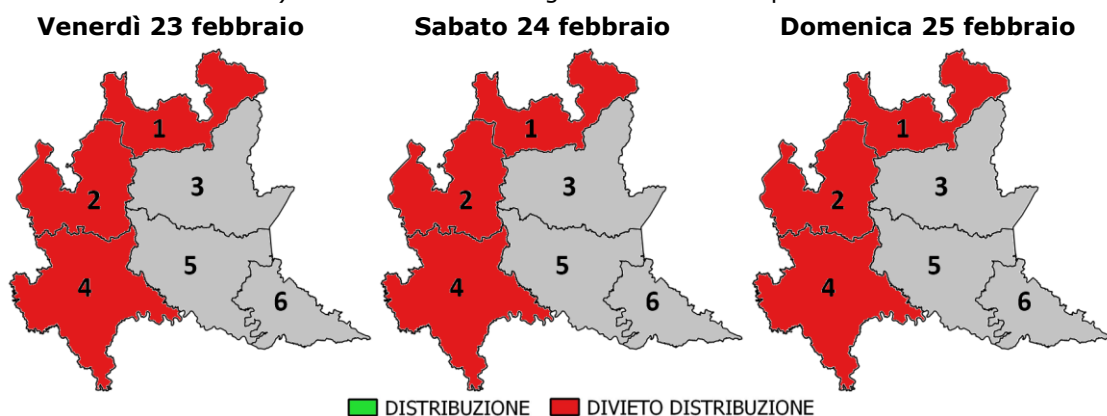 Venerdì 23 febbraio Sabato 24 febbraio Domenica 25 febbraio
1 1 1
3 3 3
2 2 2
5 5 5
4 4 4
6 6 6
DISTRIBUZIONE DIVIETO DISTRIBUZIONE